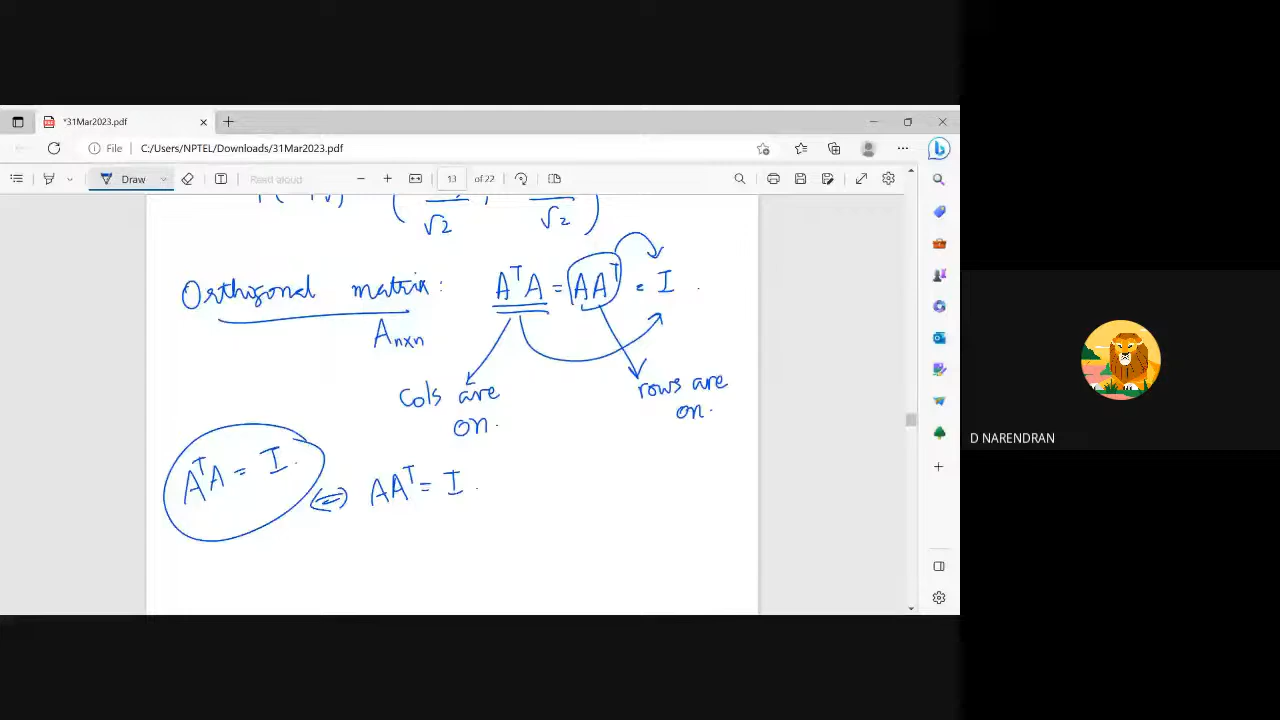 *31Mar2023.pdf
File C:/Users/NPTEL/Downloads/31Mar2023.pdf
Draw Read aloud 13 of 22
√2 √2
Orthogonal matrix: AᵀA = AAᵀ = I.
Aₙₓₙ
cols are on.
rows are on.
AᵀA = I. ⇔ AAᵀ = I.
D NARENDRAN